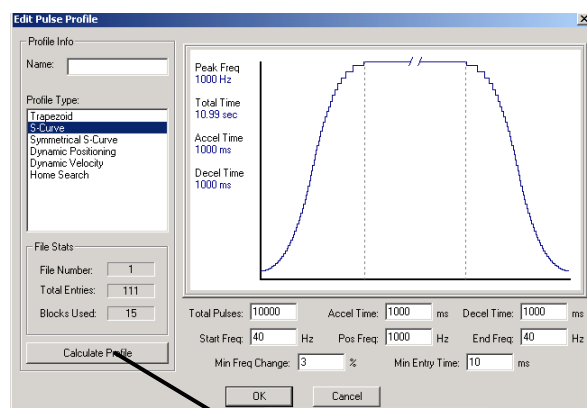 Edit Pulse Profile
Profile Info
Name:
Profile Type:
Trapezoid
S-Curve
Symmetrical S-Curve
Dynamic Positioning
Dynamic Velocity
Home Search
File Stats
File Number: 1
Total Entries: 111
Blocks Used: 15
Calculate Profile
Peak Freq
1000 Hz
Total Time
10.99 sec
Accel Time
1000 ms
Decel Time
1000 ms
Total Pulses: 10000 Accel Time: 1000 ms Decel Time: 1000 ms
Start Freq: 40 Hz Pos Freq: 1000 Hz End Freq: 40 Hz
Min Freq Change: 3 % Min Entry Time: 10 ms
OK Cancel